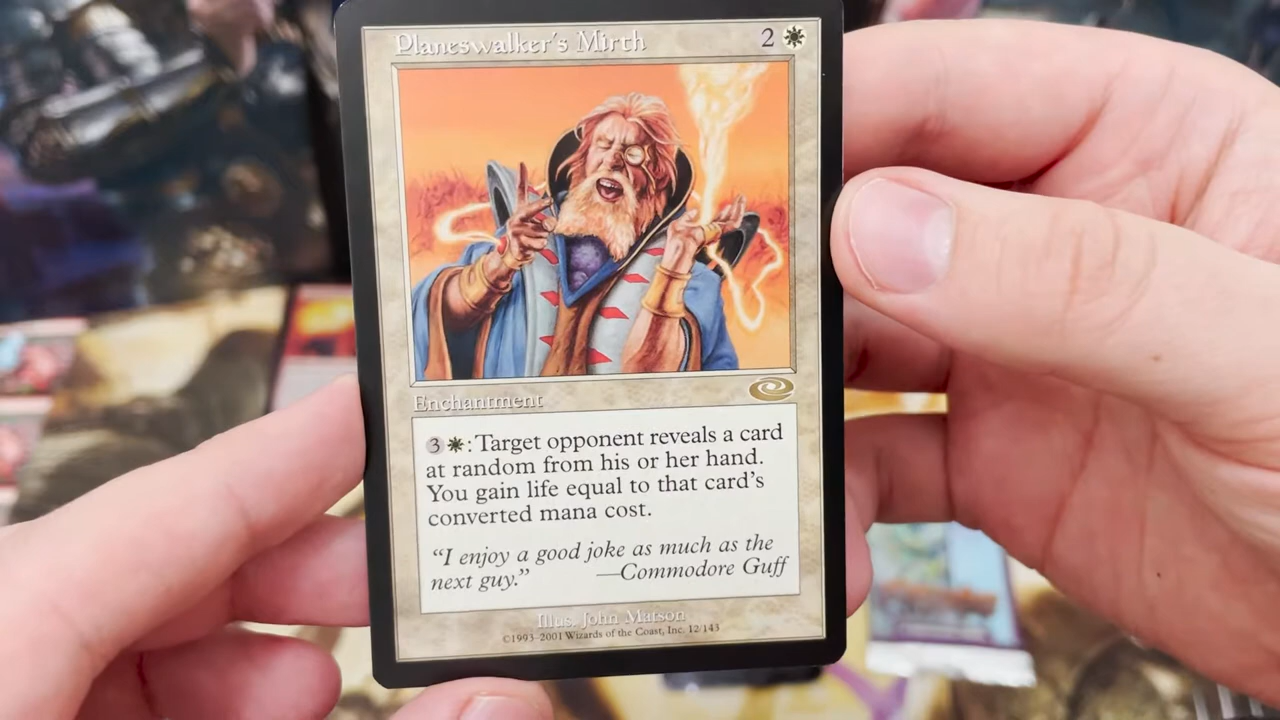 Planeswalker's Mirth 2
Enchantment
3 : Target opponent reveals a card
at random from his or her hand.
You gain life equal to that card's
converted mana cost.
"I enjoy a good joke as much as the
next guy." —Commodore Guff
Illus. John Matson
©1993-2001 Wizards of the Coast, Inc. 12/143